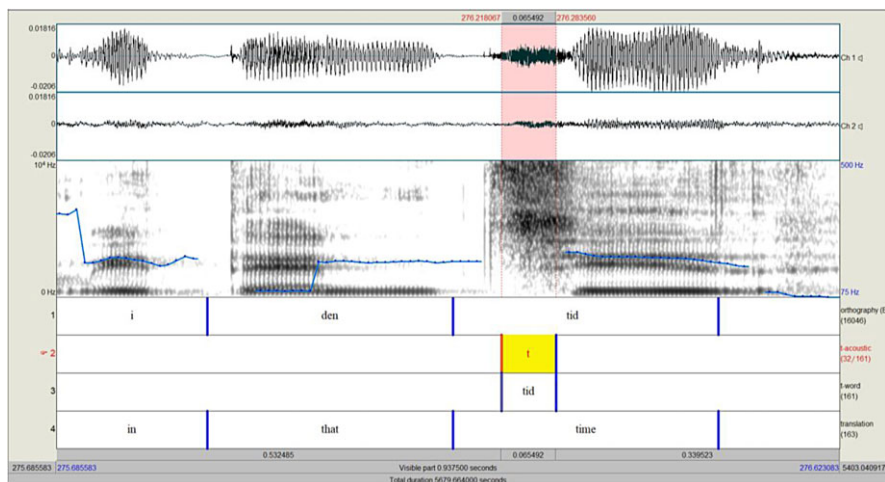 276.218067 0.065492 276.283560
0.01816
0
-0.0206
Ch 1
0.01816
0
-0.0206
Ch 2
10⁴ Hz 500 Hz
0 Hz 75 Hz
1 i den tid orthography (E
(16046)
2 t t-acoustic
(32/161)
3 tid t-word
(161)
4 in that time translation
(163)
0.532485 0.065492 0.339523
275.685583 275.685583 Visible part 0.937500 seconds 276.623083 5403.040917
Total duration 5679.664000 seconds